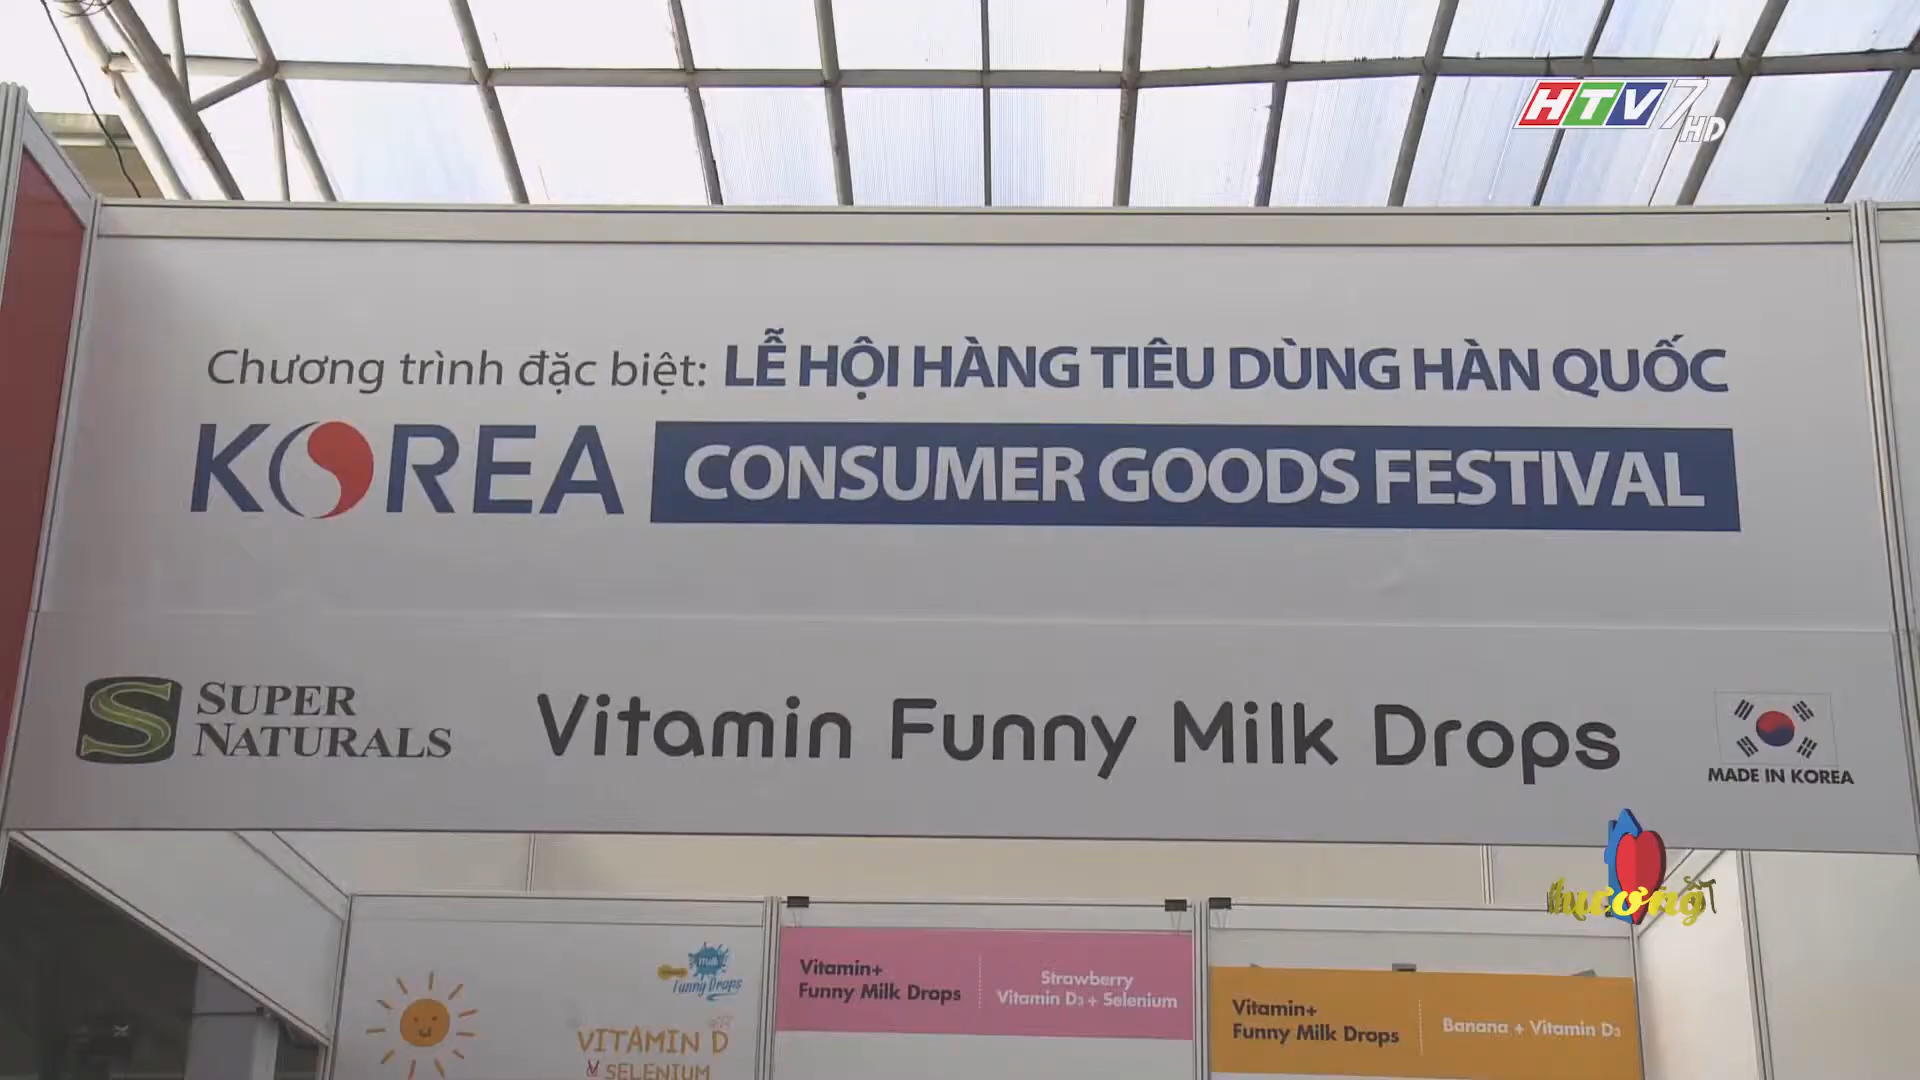 HTV7
HD
Chương trình đặc biệt: LỄ HỘI HÀNG TIÊU DÙNG HÀN QUỐC
KOREA CONSUMER GOODS FESTIVAL
SUPER
NATURALS
Vitamin Funny Milk Drops
MADE IN KOREA
Milk
Funny Drops
VITAMIN D
SELENIUM
Vitamin+
Funny Milk Drops
Strawberry
Vitamin D3 + Selenium
Vitamin+
Funny Milk Drops
Banana + Vitamin D3